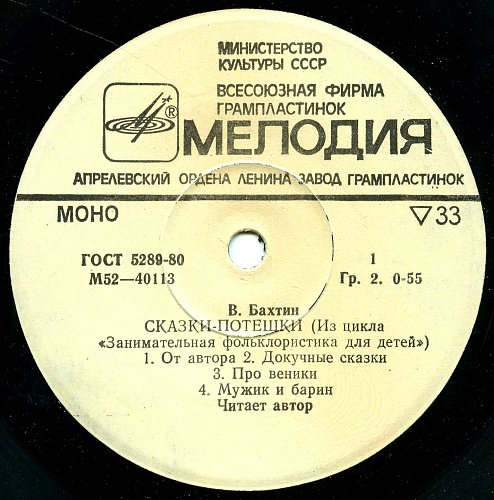 МИНИСТЕРСТВО
КУЛЬТУРЫ СССР
ВСЕСОЮЗНАЯ ФИРМА
ГРАМПЛАСТИНОК
®
МЕЛОДИЯ
АПРЕЛЕВСКИЙ ОРДЕНА ЛЕНИНА ЗАВОД ГРАМПЛАСТИНОК
МОНО ▽33
ГОСТ 5289-80 1
М52—40113 Гр. 2. 0-55
В. Бахтин
СКАЗКИ-ПОТЕШКИ (Из цикла
«Занимательная фольклористика для детей»)
1. От автора 2. Докучные сказки
3. Про веники
4. Мужик и барин
Читает автор